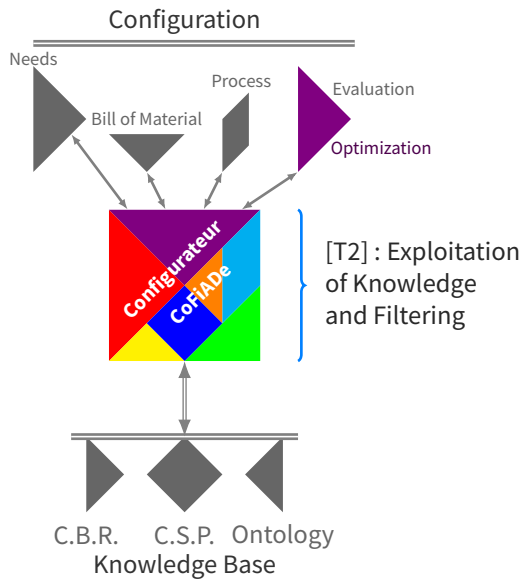 Configuration
Needs
Process
Evaluation
Bill of Material
Optimization
Configurateur
CoFiADe
[T2] : Exploitation
of Knowledge
and Filtering
C.B.R. C.S.P. Ontology
Knowledge Base